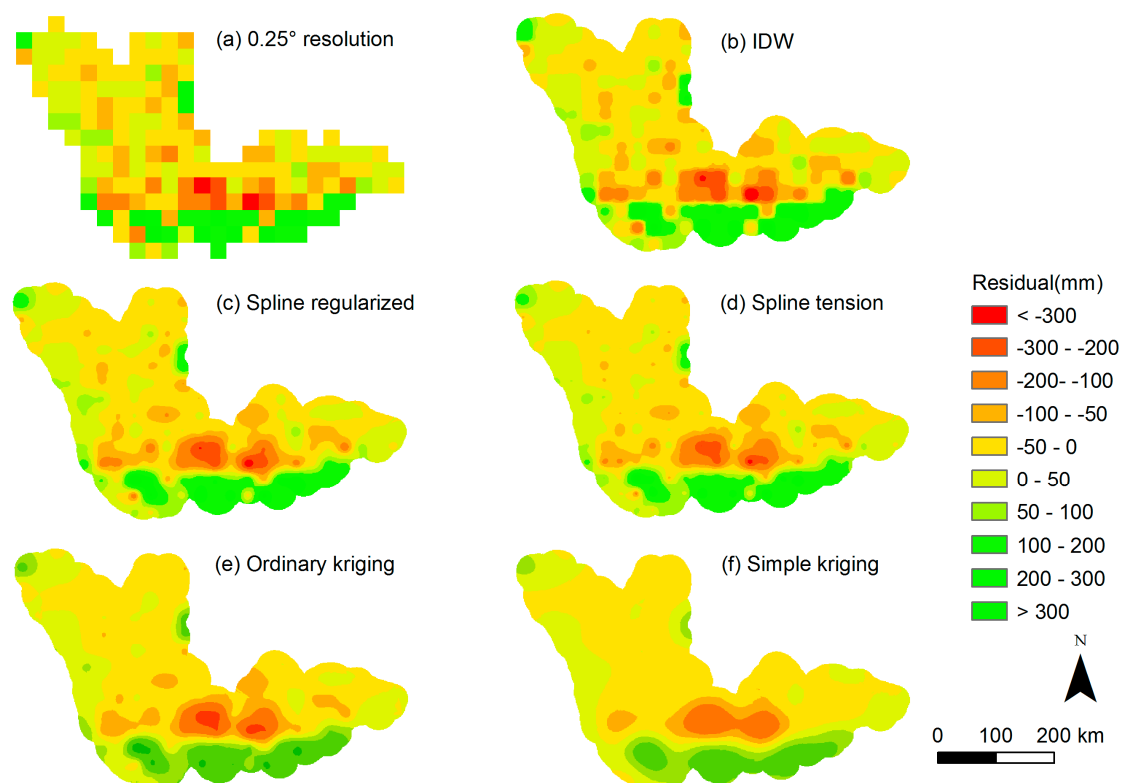 (a) 0.25° resolution
(b) IDW
(c) Spline regularized
(d) Spline tension
(e) Ordinary kriging
(f) Simple kriging
Residual(mm)
< -300
-300 - -200
-200- -100
-100 - -50
-50 - 0
0 - 50
50 - 100
100 - 200
200 - 300
> 300
N
0 100 200 km